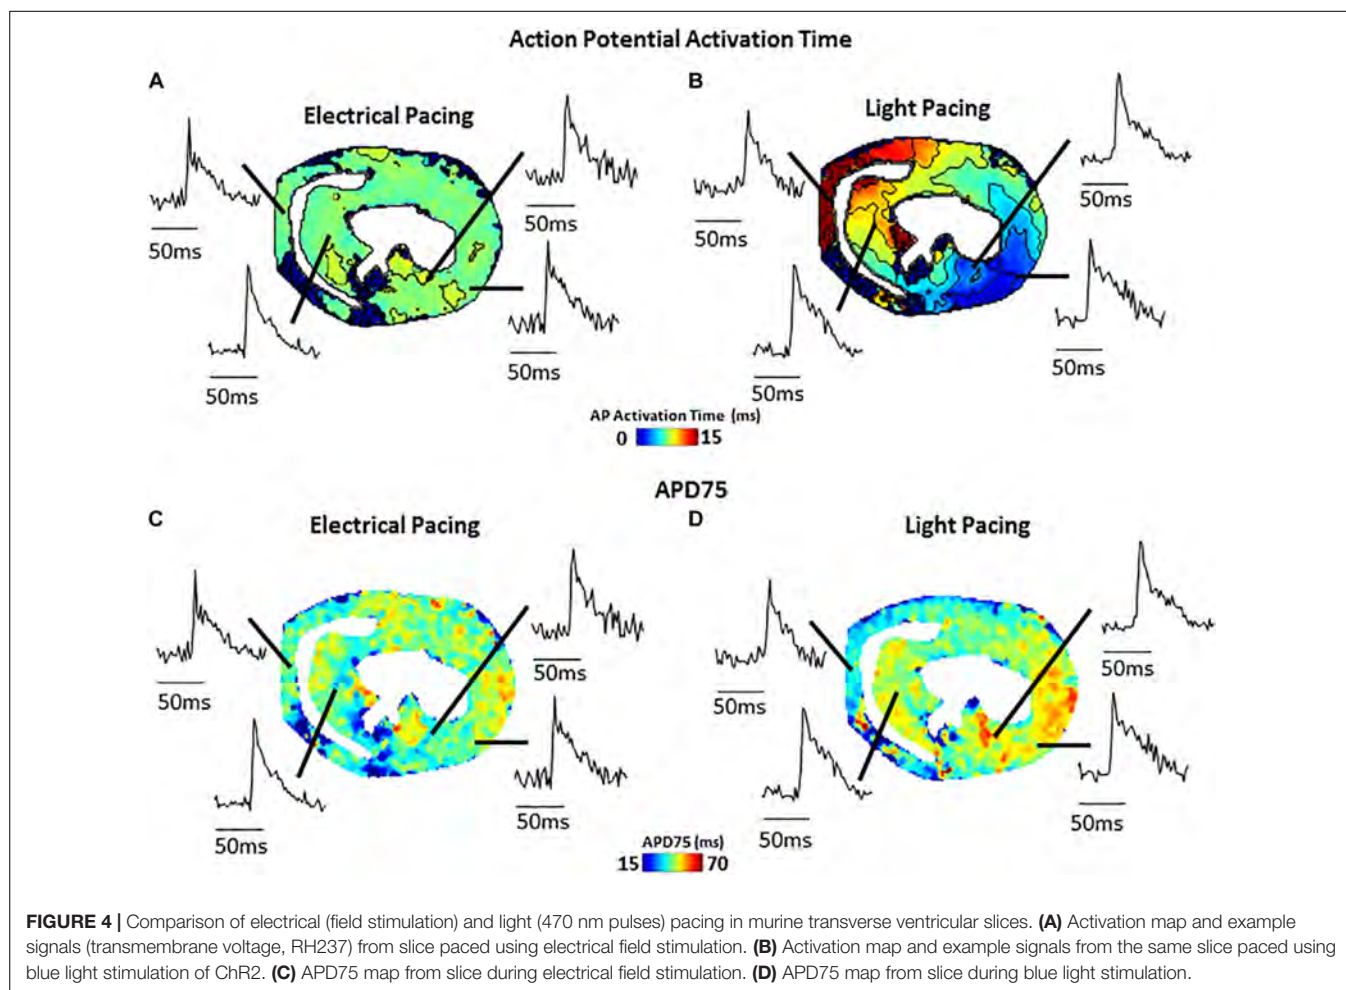 Action Potential Activation Time
A
B
Electrical Pacing
Light Pacing
50ms
50ms
50ms
50ms
50ms
50ms
50ms
50ms
AP Activation Time (ms)
0
15
APD75
C
D
Electrical Pacing
Light Pacing
50ms
50ms
50ms
50ms
50ms
50ms
50ms
50ms
APD75 (ms)
15
70
FIGURE 4 | Comparison of electrical (field stimulation) and light (470 nm pulses) pacing in murine transverse ventricular slices. (A) Activation map and example
signals (transmembrane voltage, RH237) from slice paced using electrical field stimulation. (B) Activation map and example signals from the same slice paced using
blue light stimulation of ChR2. (C) APD75 map from slice during electrical field stimulation. (D) APD75 map from slice during blue light stimulation.